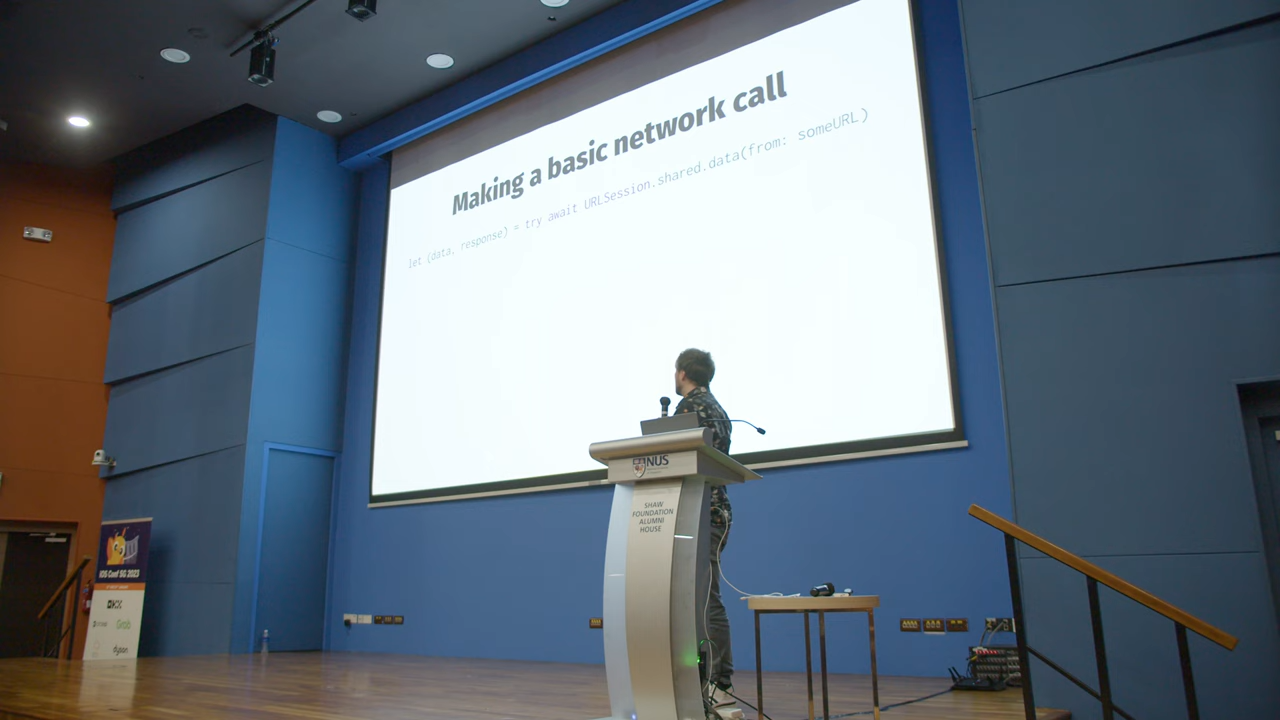 Making a basic network call
let (data, response) = try await URLSession.shared.data(from: someURL)
NUS
SHAW
FOUNDATION
ALUMNI
HOUSE
iOS Conf SG 2023
Grab
dyson